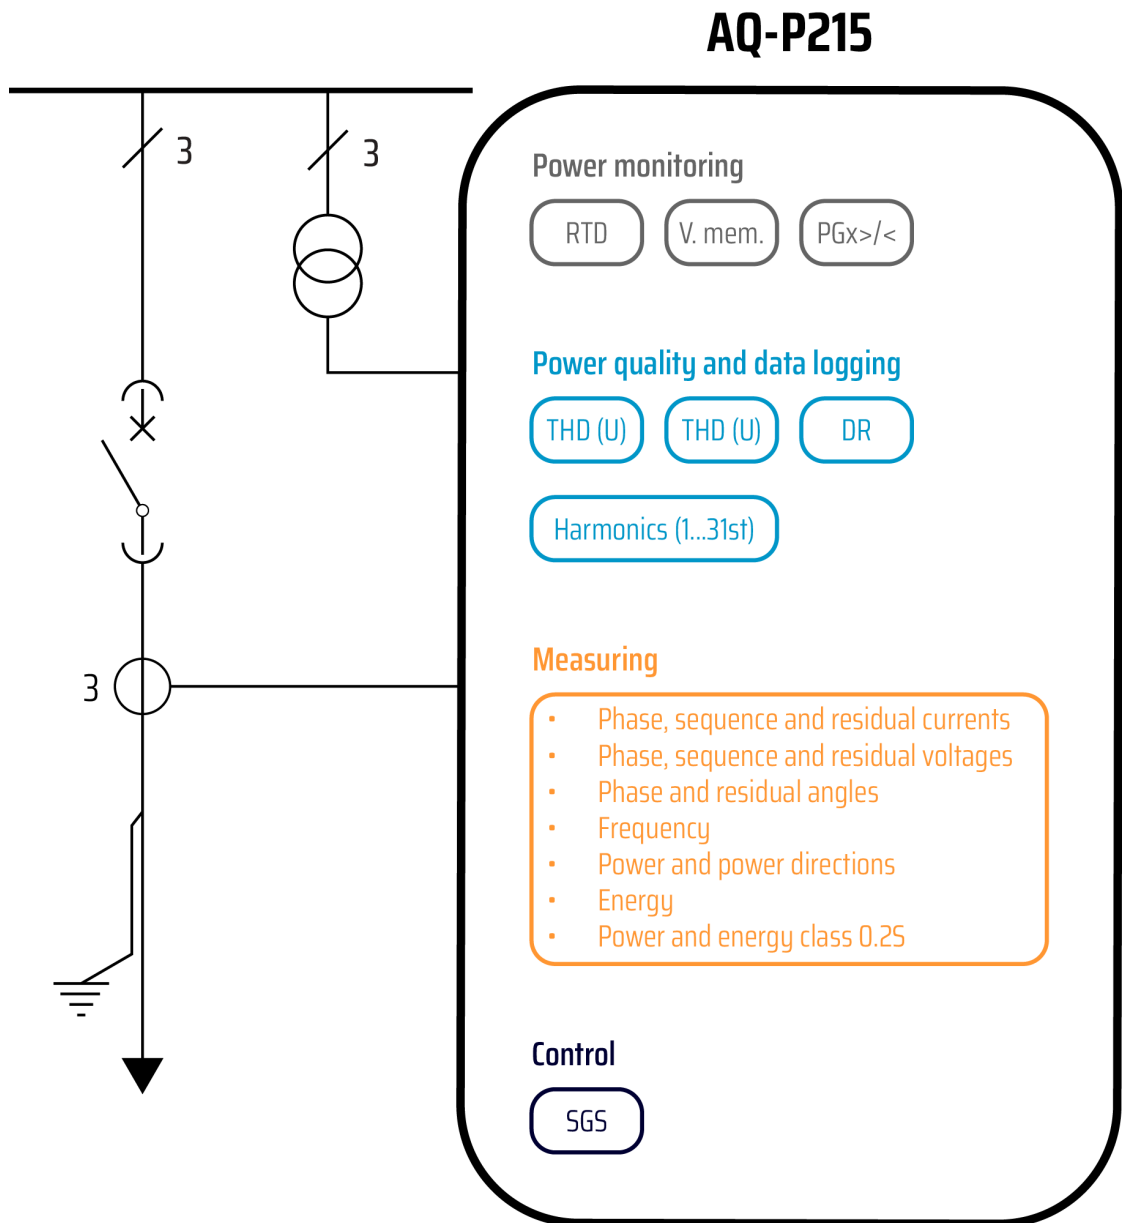 AQ-P215
3
3
Power monitoring
RTD
V. mem.
PGx>/<
Power quality and data logging
THD (U)
THD (U)
DR
Harmonics (1...31st)
Measuring
3
• Phase, sequence and residual currents
• Phase, sequence and residual voltages
• Phase and residual angles
• Frequency
• Power and power directions
• Energy
• Power and energy class 0.2S
Control
SGS